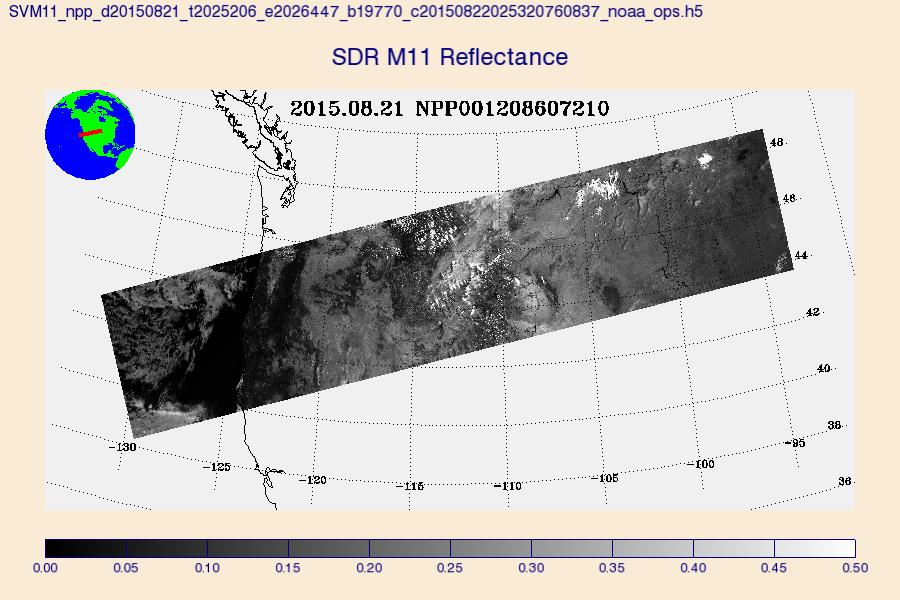 SVM11_npp_d20150821_t2025206_e2026447_b19770_c20150822025320760837_noaa_ops.h5
SDR M11 Reflectance
2015.08.21 NPP001208607210
48
46
44
42
40
38
36
-130 -125 -120 -115 -110 -105 -100 -95
0.00 0.05 0.10 0.15 0.20 0.25 0.30 0.35 0.40 0.45 0.50